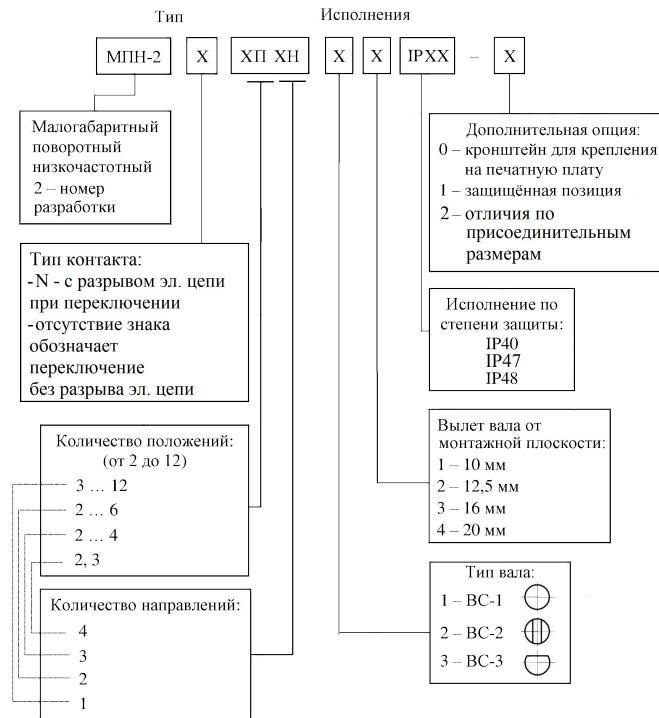 Тип
Исполнения
МПН-2 Х ХП ХН Х Х IPXX – Х
Малогабаритный
поворотный
низкочастотный
2 – номер
разработки
Тип контакта:
-N - с разрывом эл. цепи
при переключении
-отсутствие знака
обозначает
переключение
без разрыва эл. цепи
Количество положений:
(от 2 до 12)
3 ... 12
2 ... 6
2 ... 4
2, 3
Количество направлений:
4
3
2
1
Дополнительная опция:
0 – кронштейн для крепления
на печатную плату
1 – защищённая позиция
2 – отличия по
присоединительным
размерам
Исполнение по
степени защиты:
IP40
IP47
IP48
Вылет вала от
монтажной плоскости:
1 – 10 мм
2 – 12,5 мм
3 – 16 мм
4 – 20 мм
Тип вала:
1 – ВС-1
2 – ВС-2
3 – ВС-3